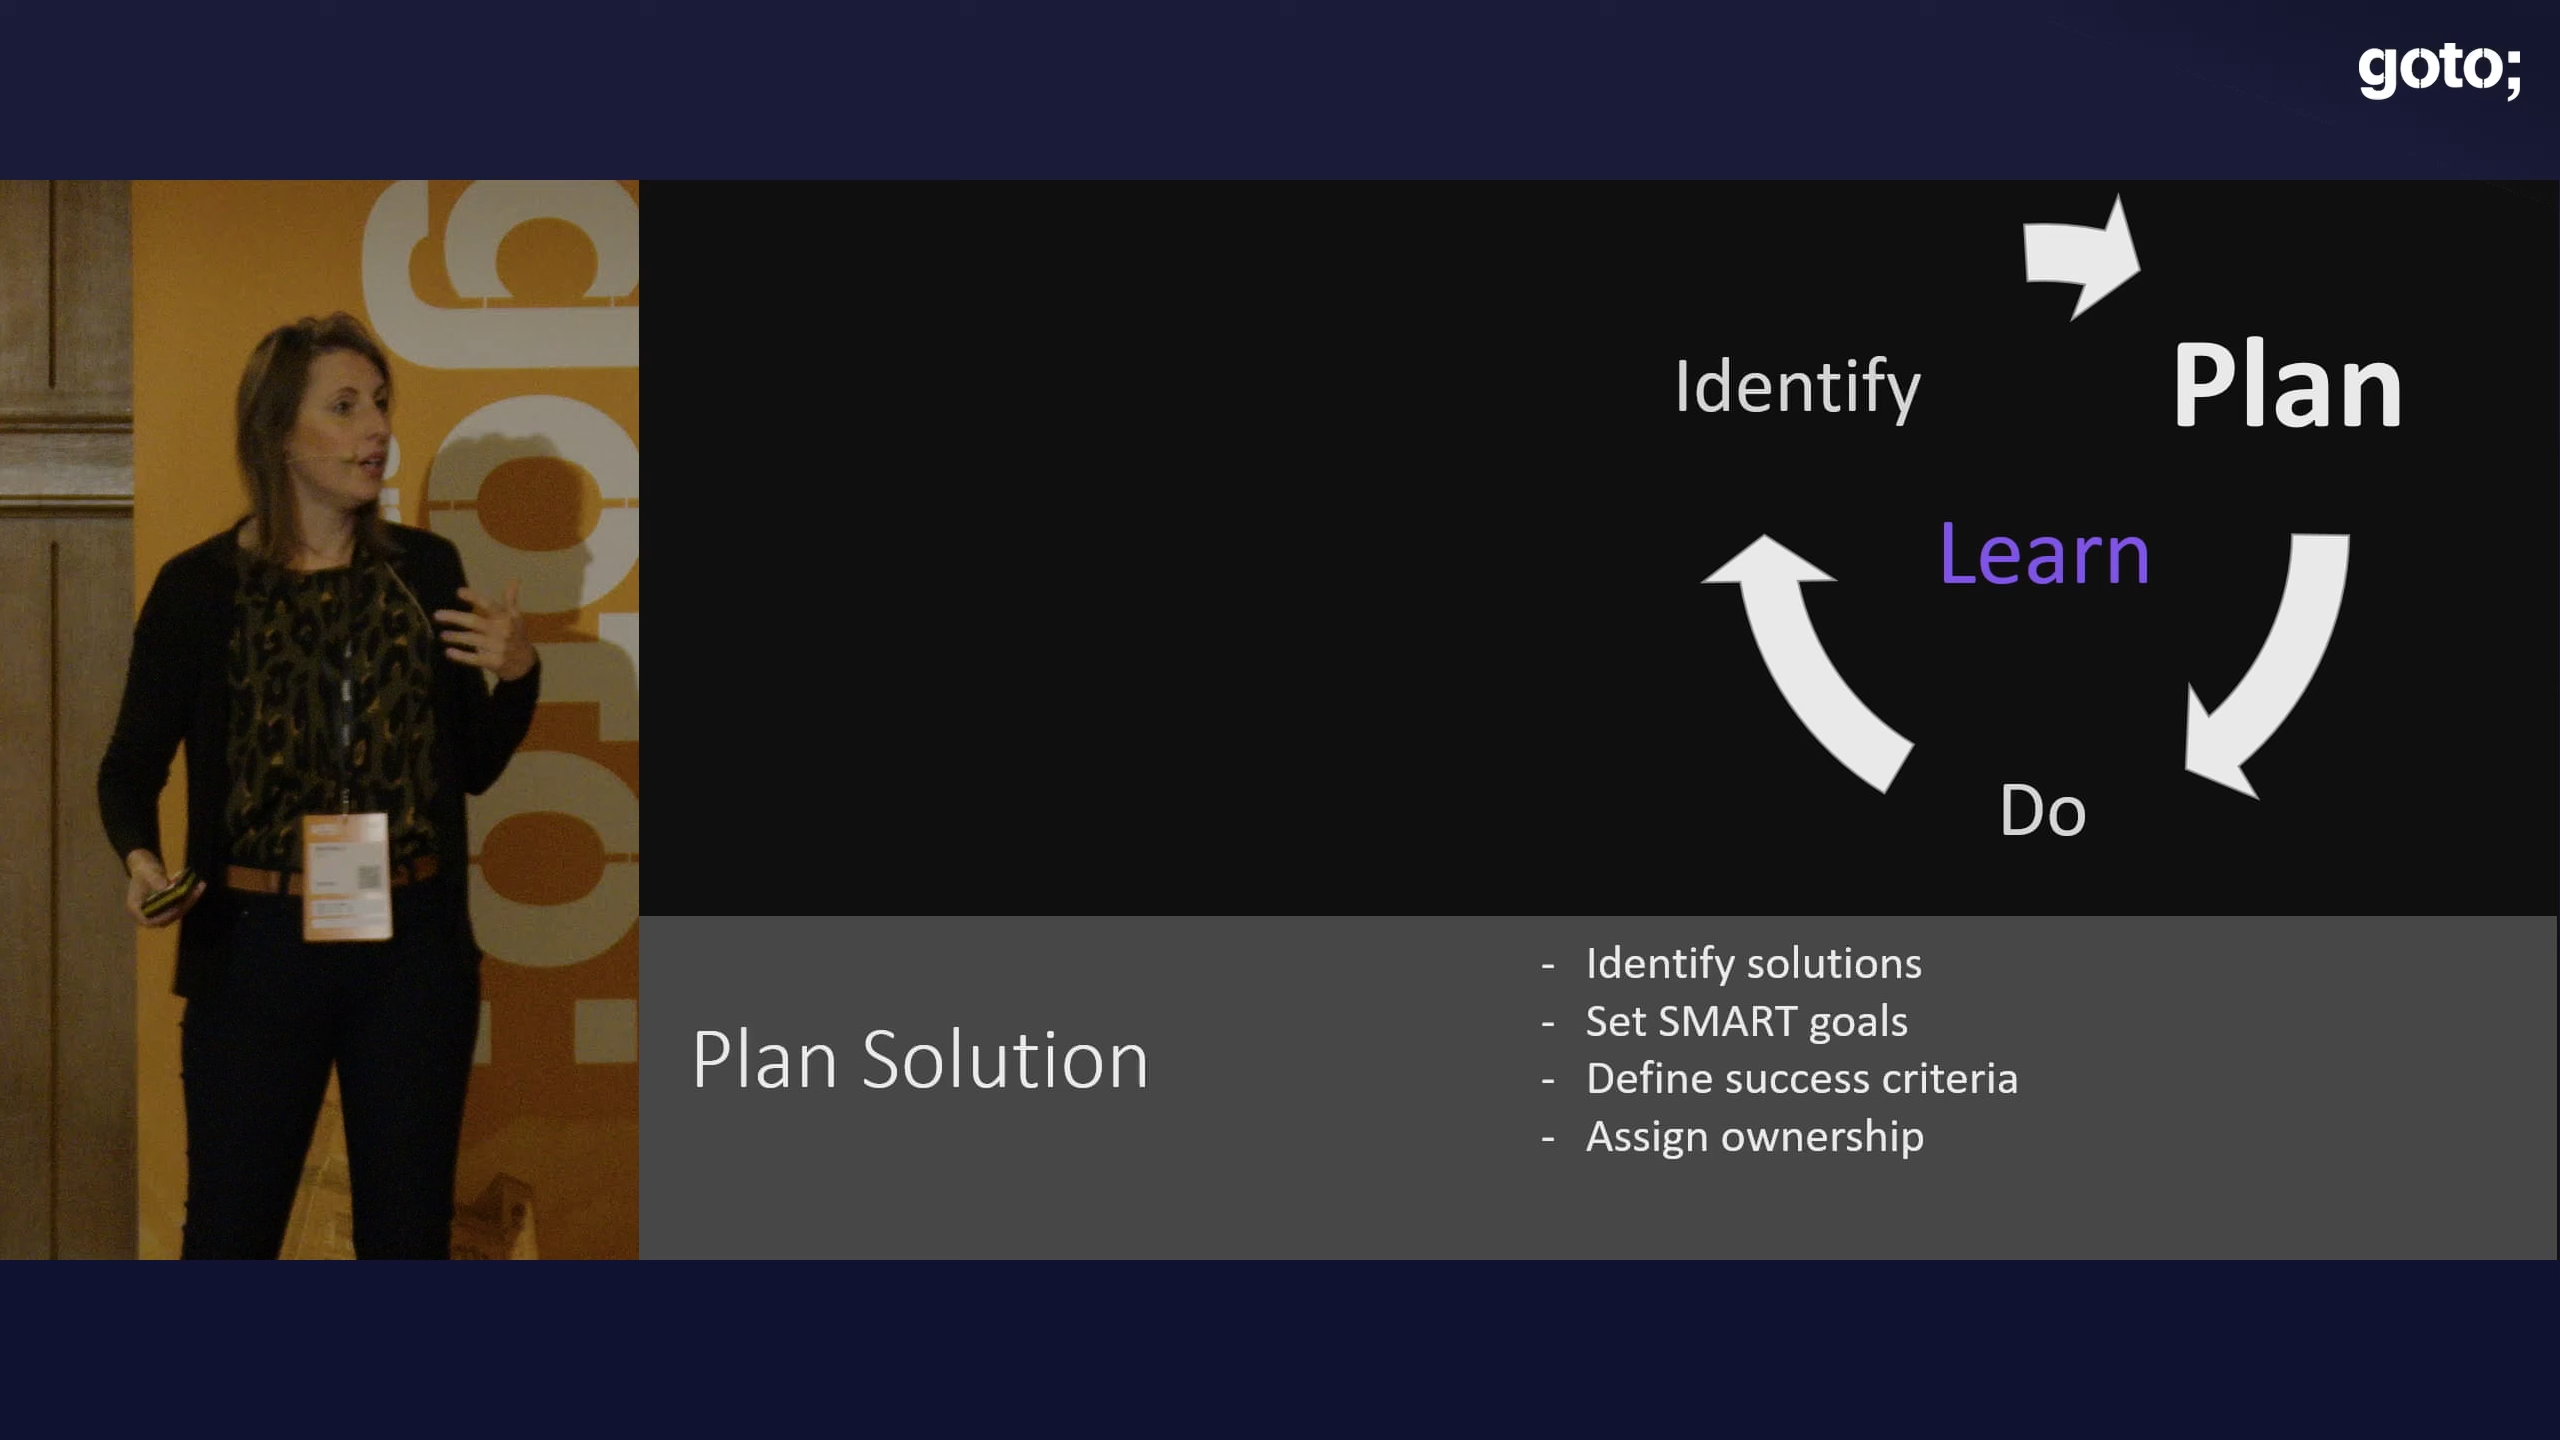 goto;
Identify
Plan
Learn
Do
Plan Solution
- Identify solutions
- Set SMART goals
- Define success criteria
- Assign ownership